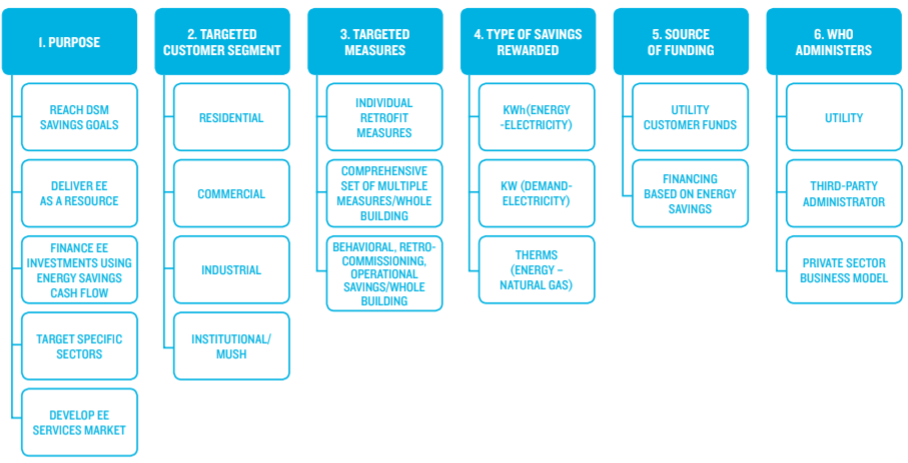 1. PURPOSE
REACH DSM
SAVINGS GOALS
DELIVER EE
AS A RESOURCE
FINANCE EE
INVESTMENTS USING
ENERGY SAVINGS
CASH FLOW
TARGET SPECIFIC
SECTORS
DEVELOP EE
SERVICES MARKET
2. TARGETED
CUSTOMER SEGMENT
RESIDENTIAL
COMMERCIAL
INDUSTRIAL
INSTITUTIONAL/
MUSH
3. TARGETED
MEASURES
INDIVIDUAL
RETROFIT
MEASURES
COMPREHENSIVE
SET OF MULTIPLE
MEASURES/WHOLE
BUILDING
BEHAVIORAL, RETRO-
COMMISSIONING,
OPERATIONAL
SAVINGS/WHOLE
BUILDING
4. TYPE OF SAVINGS
REWARDED
KWh(ENERGY
-ELECTRICITY)
KW (DEMAND-
ELECTRICITY)
THERMS
(ENERGY –
NATURAL GAS)
5. SOURCE
OF FUNDING
UTILITY
CUSTOMER FUNDS
FINANCING
BASED ON ENERGY
SAVINGS
6. WHO
ADMINISTERS
UTILITY
THIRD-PARTY
ADMINISTRATOR
PRIVATE SECTOR
BUSINESS MODEL